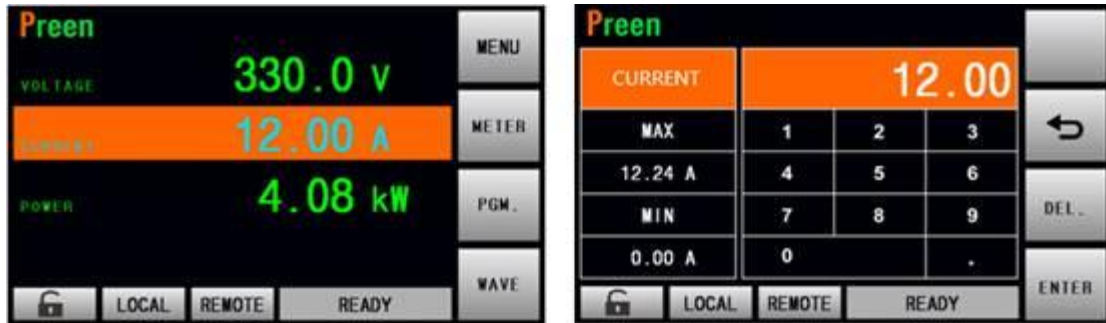 Preen
VOLTAGE 330.0 V
CURRENT 12.00 A
POWER 4.08 kW
MENU
METER
PGM.
WAVE
LOCAL REMOTE READY
Preen
CURRENT 12.00
MAX 1 2 3
12.24 A 4 5 6
MIN 7 8 9
0.00 A 0 .
DEL.
ENTER
LOCAL REMOTE READY